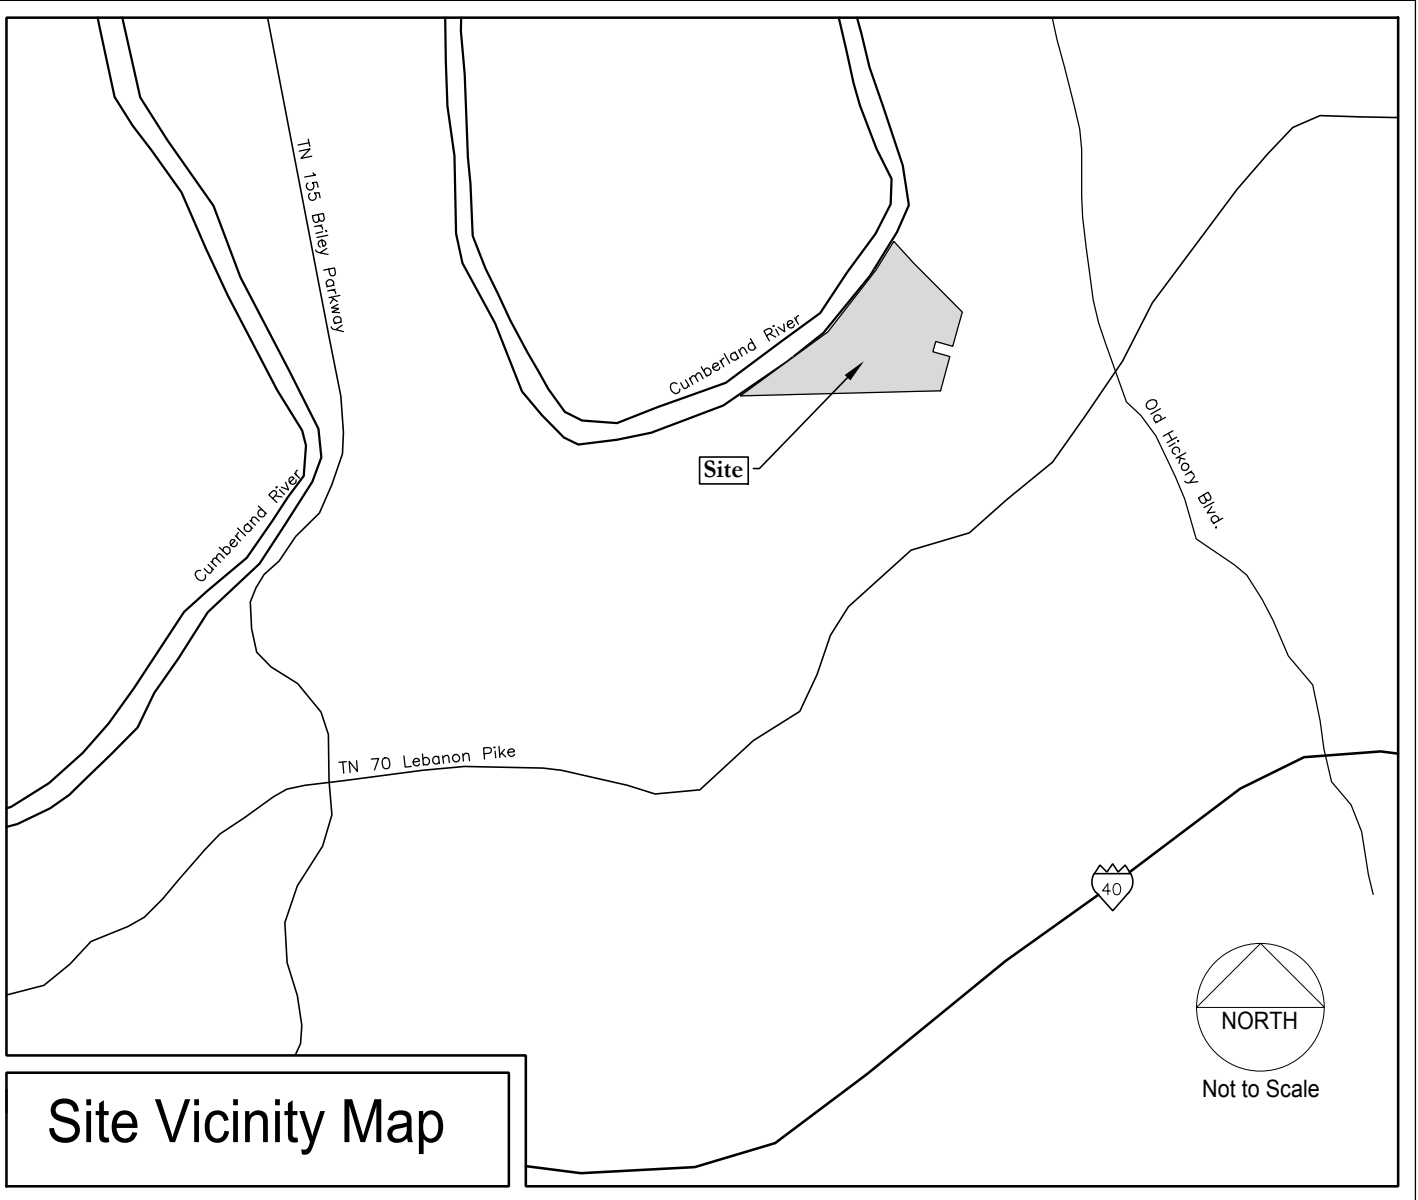 TN 155 Briley Parkway
Cumberland River
Old Hickory Blvd.
Site
Cumberland River
TN 70 Lebanon Pike
40
NORTH
Not to Scale
Site Vicinity Map